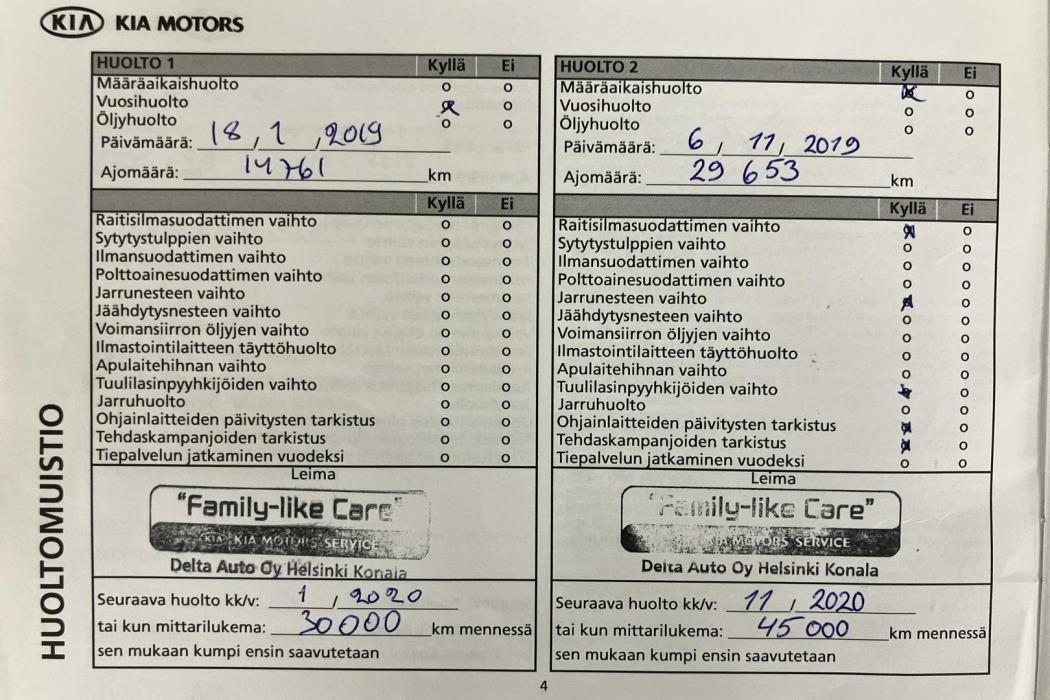 KIA KIA MOTORS
HUOLTOMUISTIO
HUOLTO 1 Kyllä Ei
Määräaikaishuolto o o
Vuosihuolto x o
Öljyhuolto o o
Päivämäärä: 18 / 1 / 2019
Ajomäärä: 14761 km
Kyllä Ei
Raitisilmasuodattimen vaihto o o
Sytytystulppien vaihto o o
Ilmansuodattimen vaihto o o
Polttoainesuodattimen vaihto o o
Jarrunesteen vaihto o o
Jäähdytysnesteen vaihto o o
Voimansiirron öljyjen vaihto o o
Ilmastointilaitteen täyttöhuolto o o
Apulaitehihnan vaihto o o
Tuulilasinpyyhkijöiden vaihto o o
Jarruhuolto o o
Ohjainlaitteiden päivitysten tarkistus o o
Tehdaskampanjoiden tarkistus o o
Tiepalvelun jatkaminen vuodeksi o o
Leima
"Family-like Care"
KIA KIA MOTORS SERVICE
Delta Auto Oy Helsinki Konala
Seuraava huolto kk/v: 1 / 2020
tai kun mittarilukema: 30000 km mennessä
sen mukaan kumpi ensin saavutetaan
HUOLTO 2 Kyllä Ei
Määräaikaishuolto x o
Vuosihuolto o o
Öljyhuolto o o
Päivämäärä: 6 / 11 / 2019
Ajomäärä: 29 653 km
Kyllä Ei
Raitisilmasuodattimen vaihto x o
Sytytystulppien vaihto o o
Ilmansuodattimen vaihto o o
Polttoainesuodattimen vaihto o o
Jarrunesteen vaihto x o
Jäähdytysnesteen vaihto o o
Voimansiirron öljyjen vaihto o o
Ilmastointilaitteen täyttöhuolto o o
Apulaitehihnan vaihto o o
Tuulilasinpyyhkijöiden vaihto x o
Jarruhuolto o o
Ohjainlaitteiden päivitysten tarkistus x o
Tehdaskampanjoiden tarkistus x o
Tiepalvelun jatkaminen vuodeksi o o
Leima
"Family-like Care"
KIA MOTORS SERVICE
Delta Auto Oy Helsinki Konala
Seuraava huolto kk/v: 11 / 2020
tai kun mittarilukema: 45 000 km mennessä
sen mukaan kumpi ensin saavutetaan
4